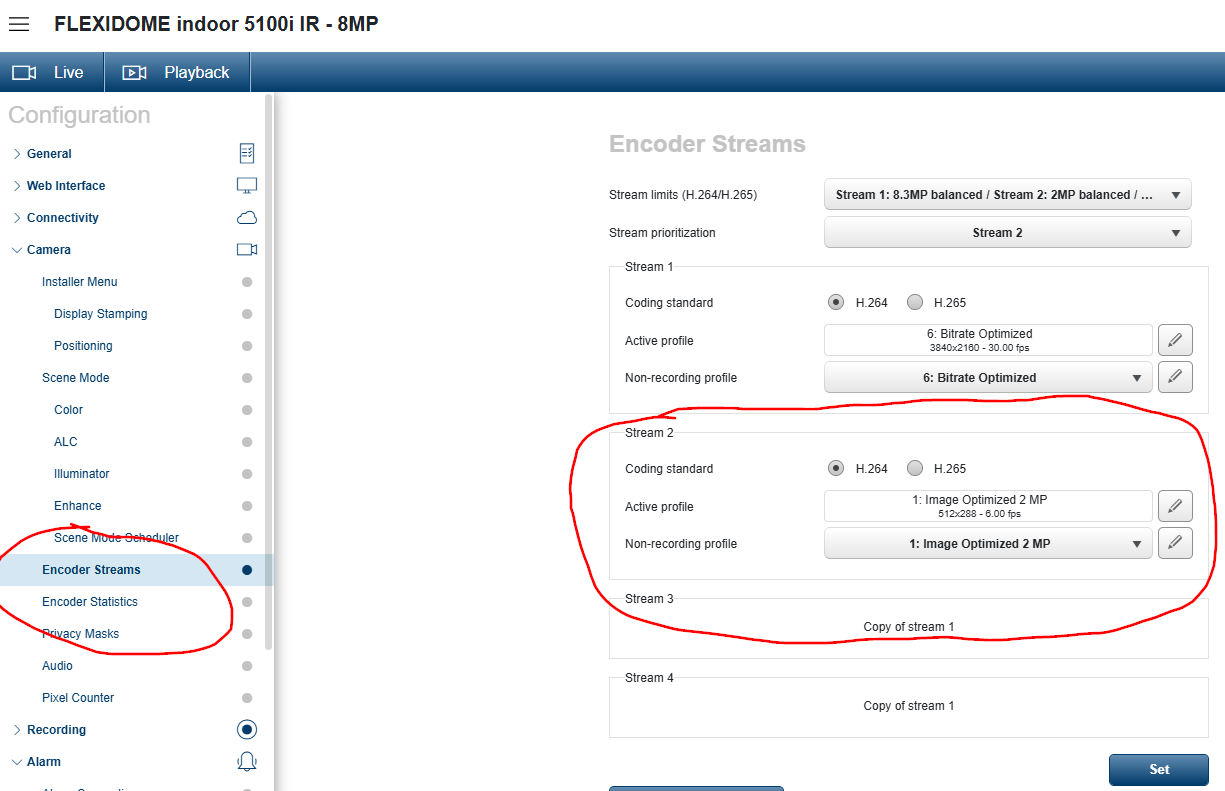 FLEXIDOME indoor 5100i IR - 8MP
Live
Playback
Configuration
General
Web Interface
Connectivity
Camera
Installer Menu
Display Stamping
Positioning
Scene Mode
Color
ALC
Illuminator
Enhance
Scene Mode Scheduler
Encoder Streams
Encoder Statistics
Privacy Masks
Audio
Pixel Counter
Recording
Alarm
Encoder Streams
Stream limits (H.264/H.265)
Stream 1: 8.3MP balanced / Stream 2: 2MP balanced / ...
Stream prioritization
Stream 2
Stream 1
Coding standard
H.264
H.265
Active profile
6: Bitrate Optimized
3840x2160 - 30.00 fps
Non-recording profile
6: Bitrate Optimized
Stream 2
Coding standard
H.264
H.265
Active profile
1: Image Optimized 2 MP
512x288 - 6.00 fps
Non-recording profile
1: Image Optimized 2 MP
Stream 3
Copy of stream 1
Stream 4
Copy of stream 1
Set